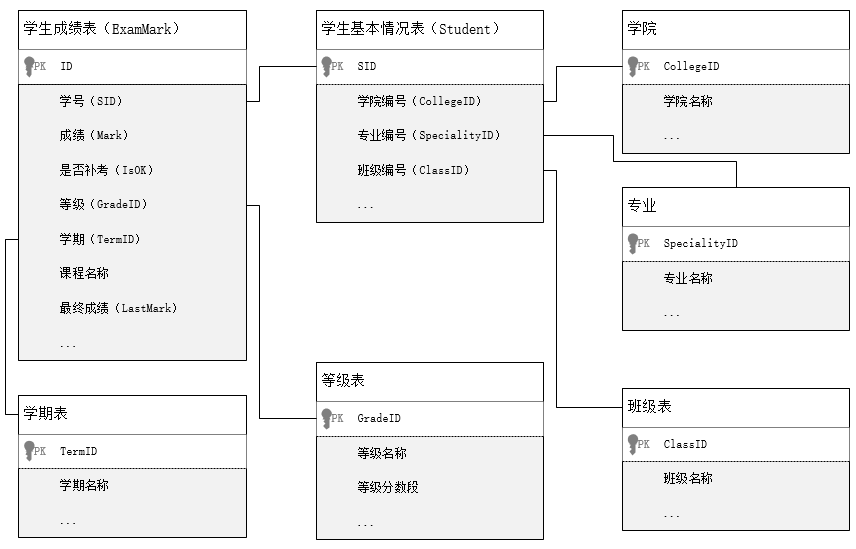 学生成绩表（ExamMark）
PK ID
学号（SID）
成绩（Mark）
是否补考（IsOK）
等级（GradeID）
学期（TermID）
课程名称
最终成绩（LastMark）
...
学生基本情况表（Student）
PK SID
学院编号（CollegeID）
专业编号（SpecialityID）
班级编号（ClassID）
...
学院
PK CollegeID
学院名称
...
专业
PK SpecialityID
专业名称
...
学期表
PK TermID
学期名称
...
等级表
PK GradeID
等级名称
等级分数段
...
班级表
PK ClassID
班级名称
...